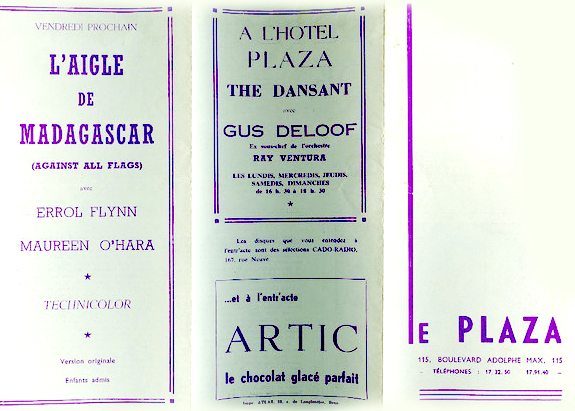 VENDREDI PROCHAIN
L'AIGLE
DE
MADAGASCAR
(AGAINST ALL FLAGS)
avec
ERROL FLYNN
MAUREEN O'HARA
TECHNICOLOR
Version originale
Enfants admis
A L'HOTEL
PLAZA
THE DANSANT
avec
GUS DELOOF
Ex sous-chef de l'orchestre
RAY VENTURA
LES LUNDIS, MERCREDIS, JEUDIS,
SAMEDIS, DIMANCHES
de 16 h. 30 à 18 h. 30
Les disques que vous entendez à
l'entr'acte sont des sélections CADO-RADIO,
167, rue Neuve
...et à l'entr'acte
ARTIC
le chocolat glacé parfait
E PLAZA
115, BOULEVARD ADOLPHE MAX, 115
- TÉLÉPHONES : 17.32.50 17.91.40 -